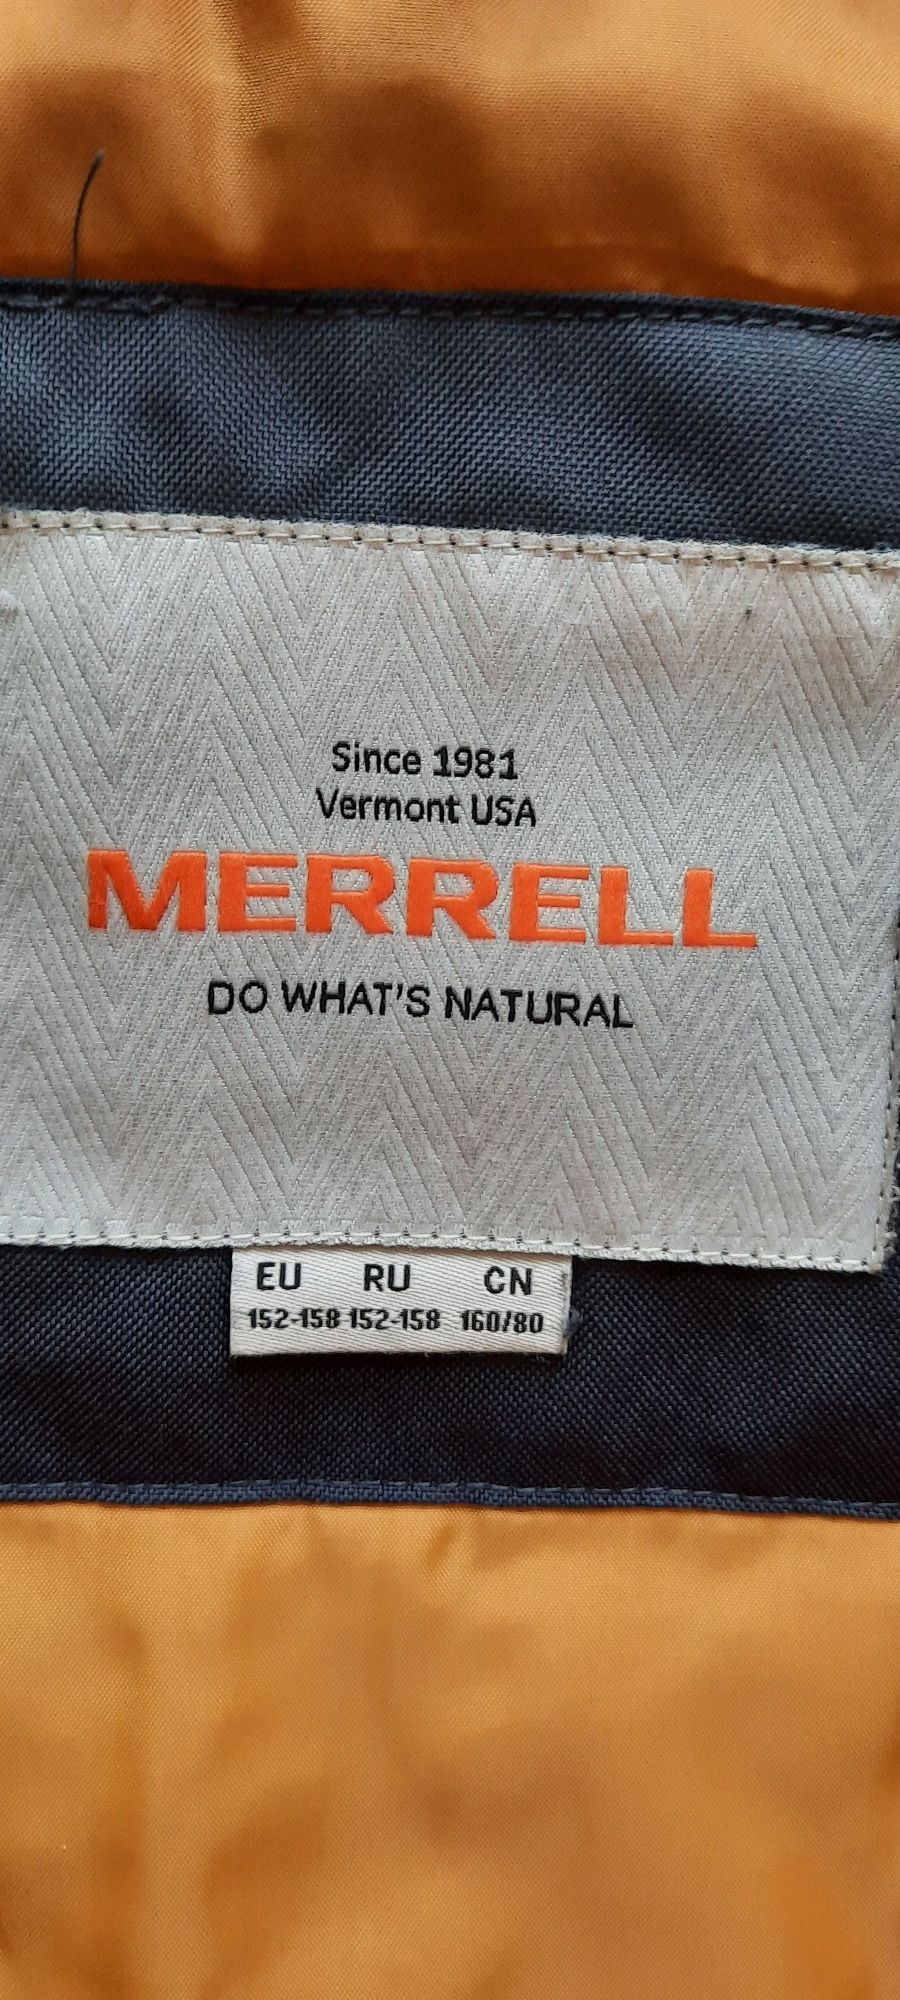 Since 1981
Vermont USA
MERRELL
DO WHAT'S NATURAL
EU RU CN
152-158 152-158 160/80